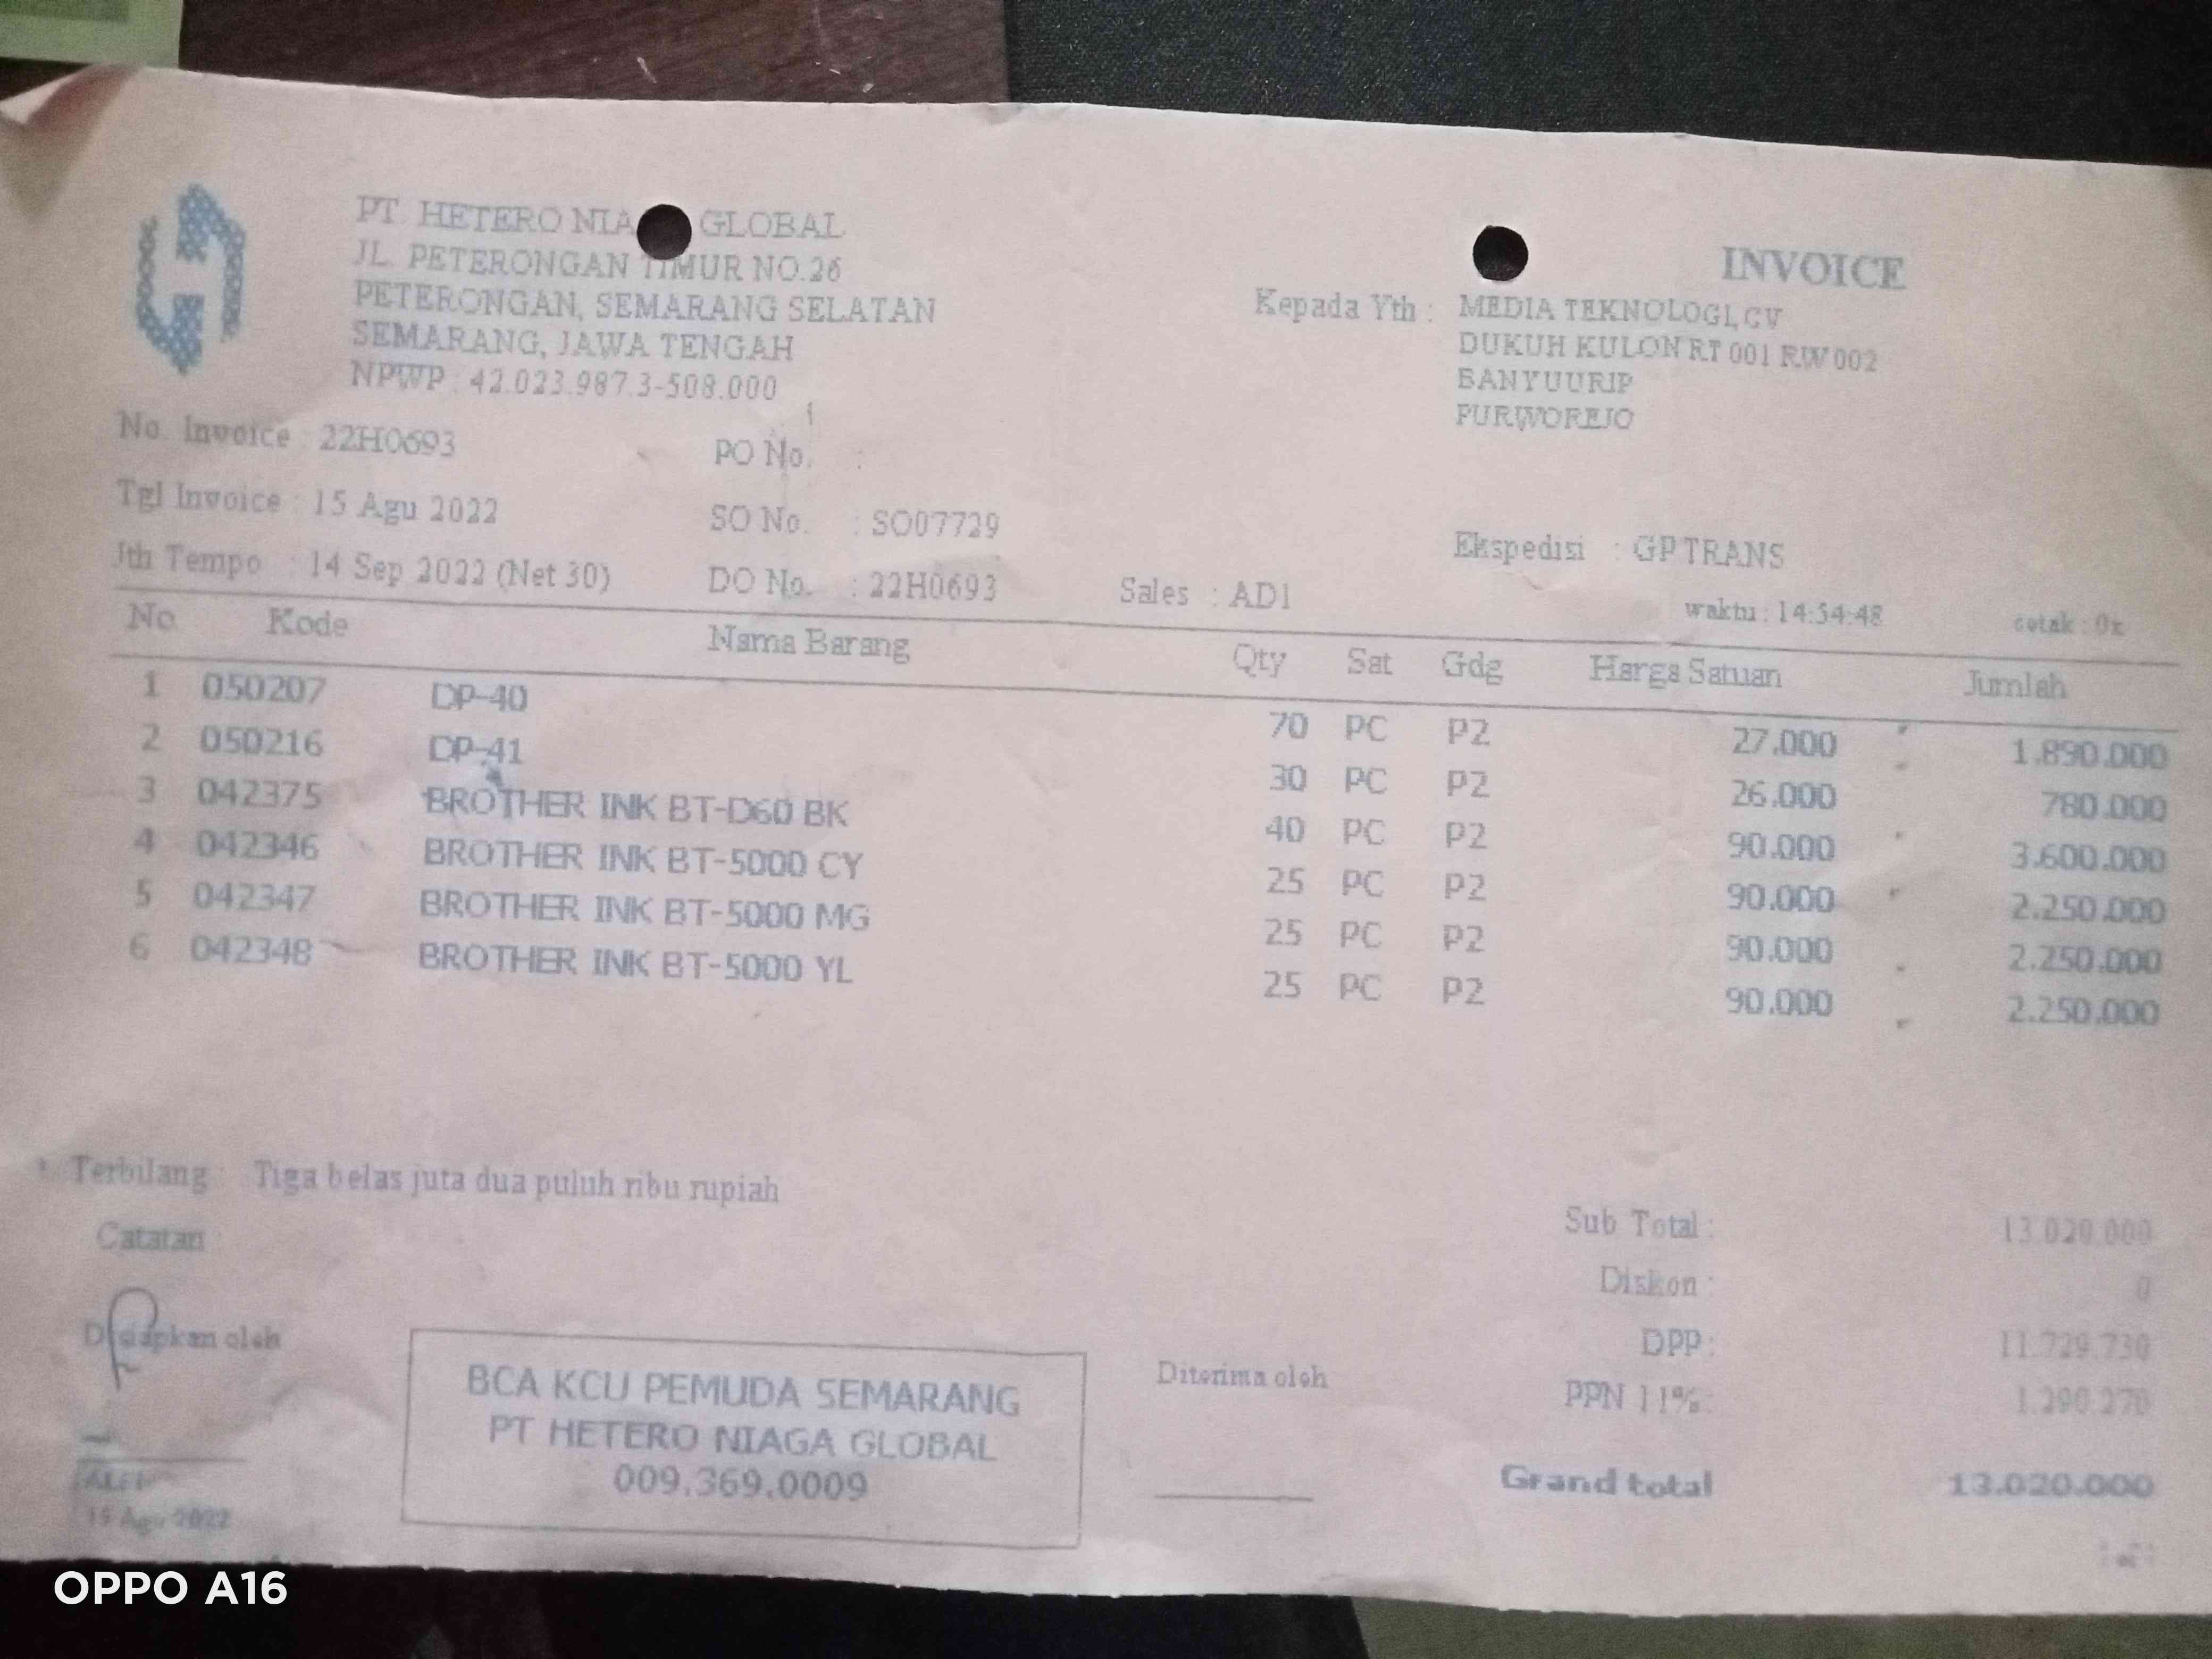 PT. HETERO NIA GLOBAL
JL. PETERONGAN TIMUR NO.26
PETERONGAN, SEMARANG SELATAN
SEMARANG, JAWA TENGAH
NPWP : 42.023.987.3-508.000
INVOICE
Kepada Yth : MEDIA TEKNOLOGI, CV
DUKUH KULON RT 001 RW 002
BANYUURIP
PURWOREJO
No. Invoice : 22H0693 PO No. :
Tgl Invoice : 15 Agu 2022 SO No. : SO07729
Jth Tempo : 14 Sep 2022 (Net 30) DO No. : 22H0693 Sales : AD1
Ekspedisi : GP TRANS
waktu : 14:54:48 cetak : 0x
No Kode Nama Barang Qty Sat Gdg Harga Satuan Jumlah
1 050207 DP-40 70 PC P2 27.000 1.890.000
2 050216 DP-41 30 PC P2 26.000 780.000
3 042375 BROTHER INK BT-D60 BK 40 PC P2 90.000 3.600.000
4 042346 BROTHER INK BT-5000 CY 25 PC P2 90.000 2.250.000
5 042347 BROTHER INK BT-5000 MG 25 PC P2 90.000 2.250.000
6 042348 BROTHER INK BT-5000 YL 25 PC P2 90.000 2.250.000
Terbilang : Tiga belas juta dua puluh ribu rupiah
Catatan
Sub Total : 13.020.000
Diskon : 0
DPP : 11.729.730
PPN 11% : 1.290.270
Grand total 13.020.000
Disiapkan oleh
15 Agu 2022
BCA KCU PEMUDA SEMARANG
PT HETERO NIAGA GLOBAL
009.369.0009
Diterima oleh
OPPO A16